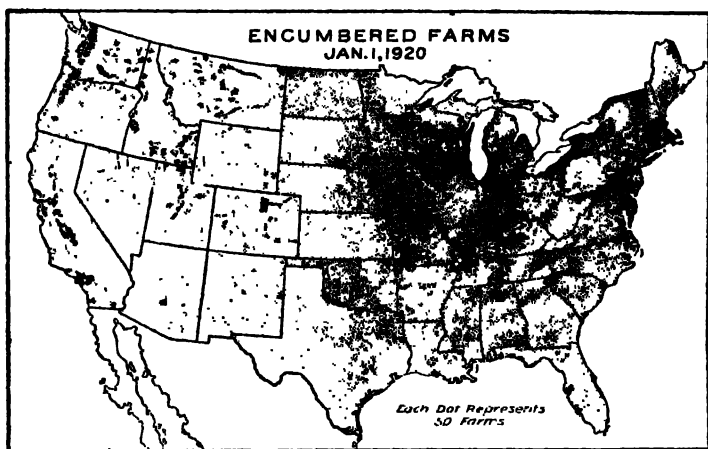 ENCUMBERED FARMS
JAN. 1, 1920
Each Dot Represents
50 Farms